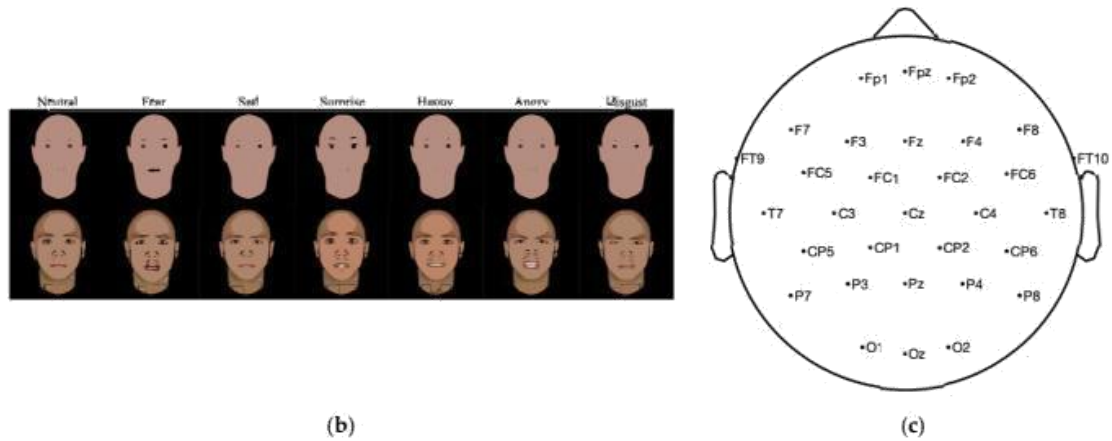 Neutral Fear Sad Surprise Happy Angry Disgust
Fp1 Fpz Fp2
F7 F3 Fz F4 F8
FT9 FT10
FC5 FC1 FC2 FC6
T7 C3 Cz C4 T8
CP5 CP1 CP2 CP6
P7 P3 Pz P4 P8
O1 Oz O2
(b) (c)